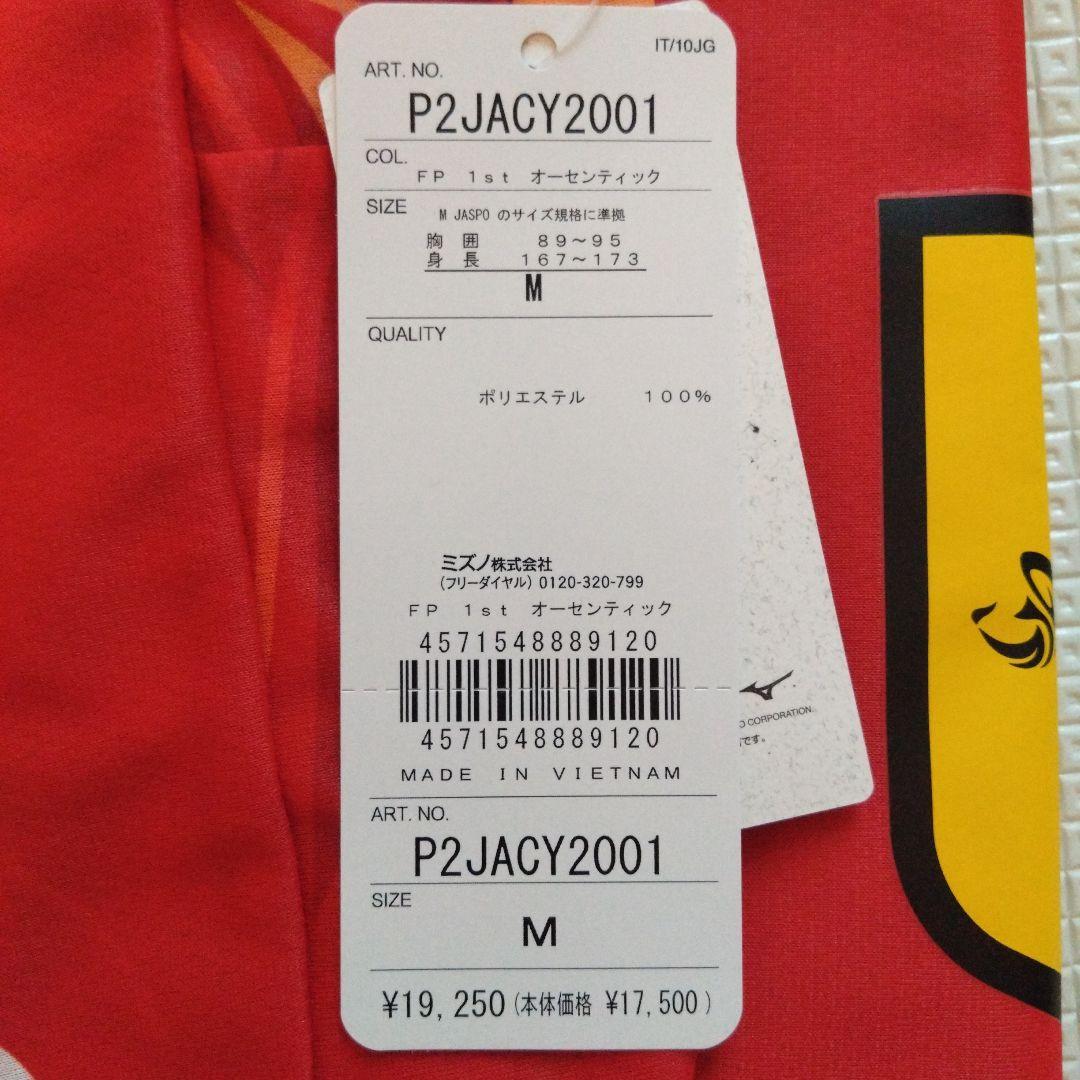 IT/10JG
ART. NO.
P2JACY2001
COL.
FP 1st オーセンティック
SIZE
M JASPO のサイズ規格に準拠
胸 囲 89～95
身 長 167～173
M
QUALITY
ポリエステル 100%
ミズノ株式会社
(フリーダイヤル) 0120-320-799
FP 1st オーセンティック
4571548889120
4571548889120
MADE IN VIETNAM
ART. NO.
P2JACY2001
SIZE
M
¥19,250(本体価格 ¥17,500)
CORPORATION.
です。